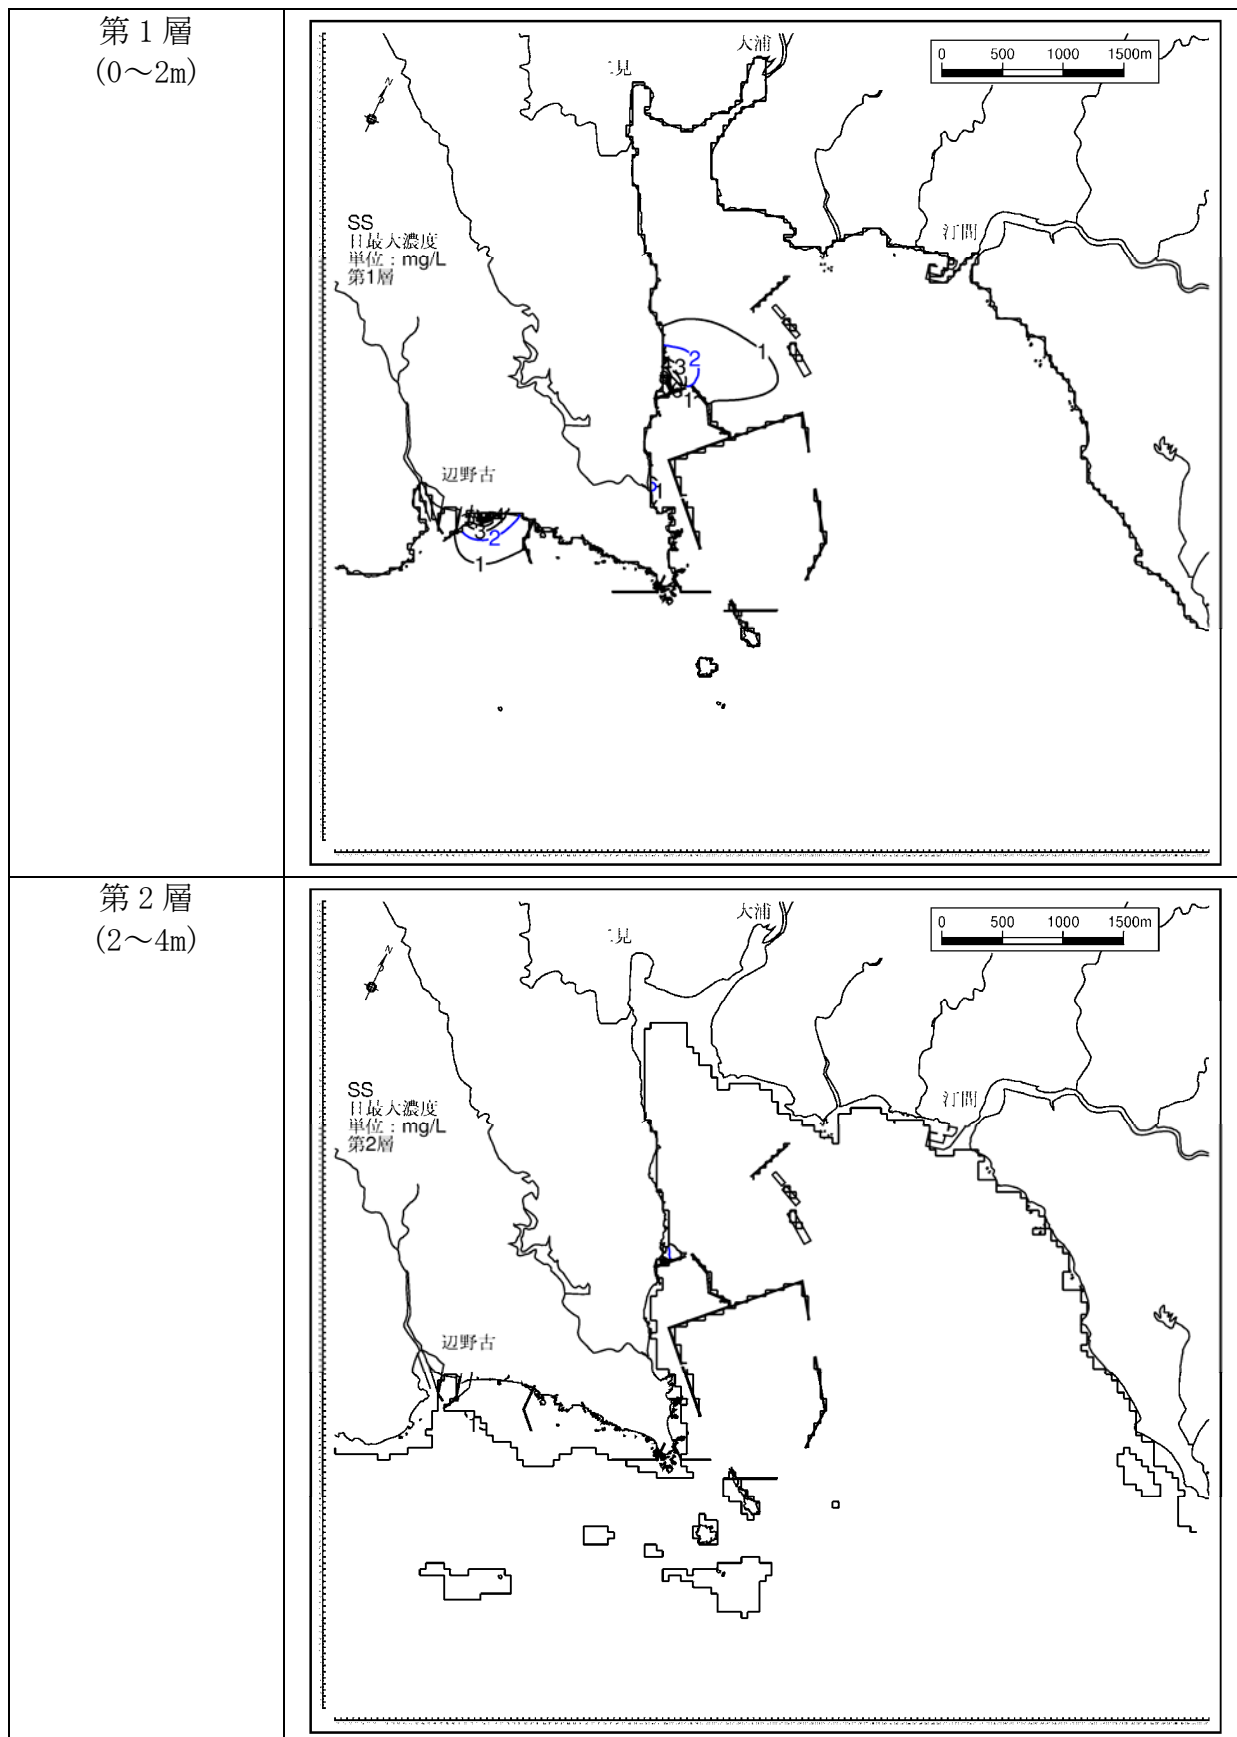 第1層
(0～2m)
大浦
二見
0 500 1000 1500m
N
SS
日最大濃度
単位：mg/L
第1層
汀間
1
2
3
1
辺野古
1
3
2
1
第2層
(2～4m)
大浦
二見
0 500 1000 1500m
N
SS
日最大濃度
単位：mg/L
第2層
汀間
辺野古
1